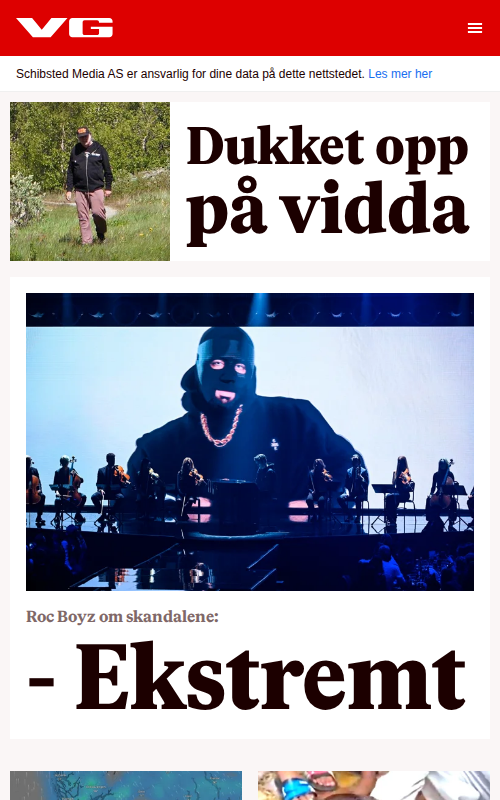 VG
Schibsted Media AS er ansvarlig for dine data på dette nettstedet. Les mer her
Dukket opp
på vidda
Roc Boyz om skandalene:
- Ekstremt